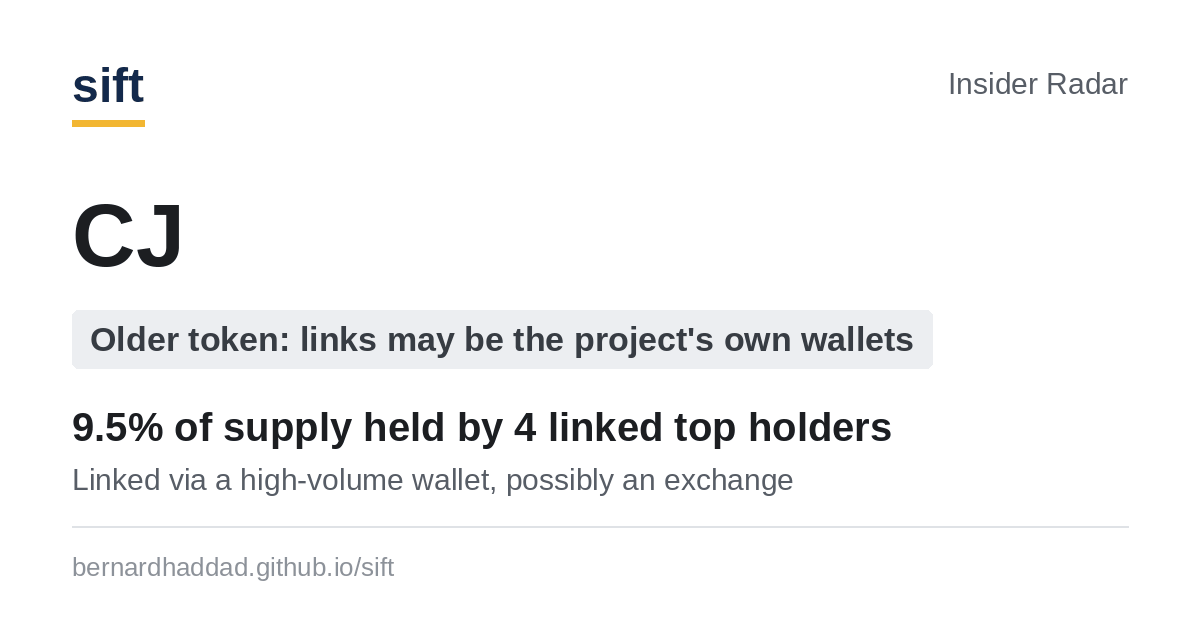 sift
Insider Radar
CJ
Older token: links may be the project's own wallets
9.5% of supply held by 4 linked top holders
Linked via a high-volume wallet, possibly an exchange
bernardhaddad.github.io/sift